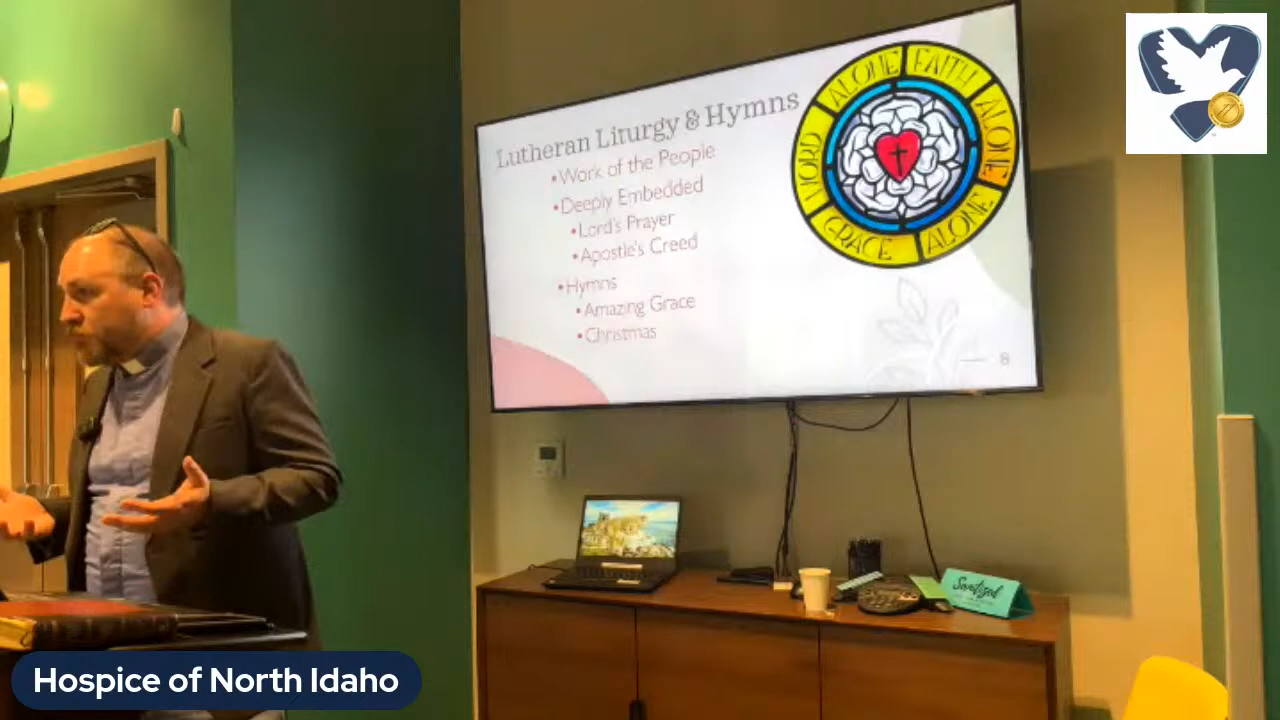 Lutheran Liturgy & Hymns
•Work of the People
•Deeply Embedded
•Lord's Prayer
•Apostle's Creed
•Hymns
•Amazing Grace
•Christmas
8
WORD ALONE FAITH ALONE GRACE ALONE
Sanitized
Hospice of North Idaho